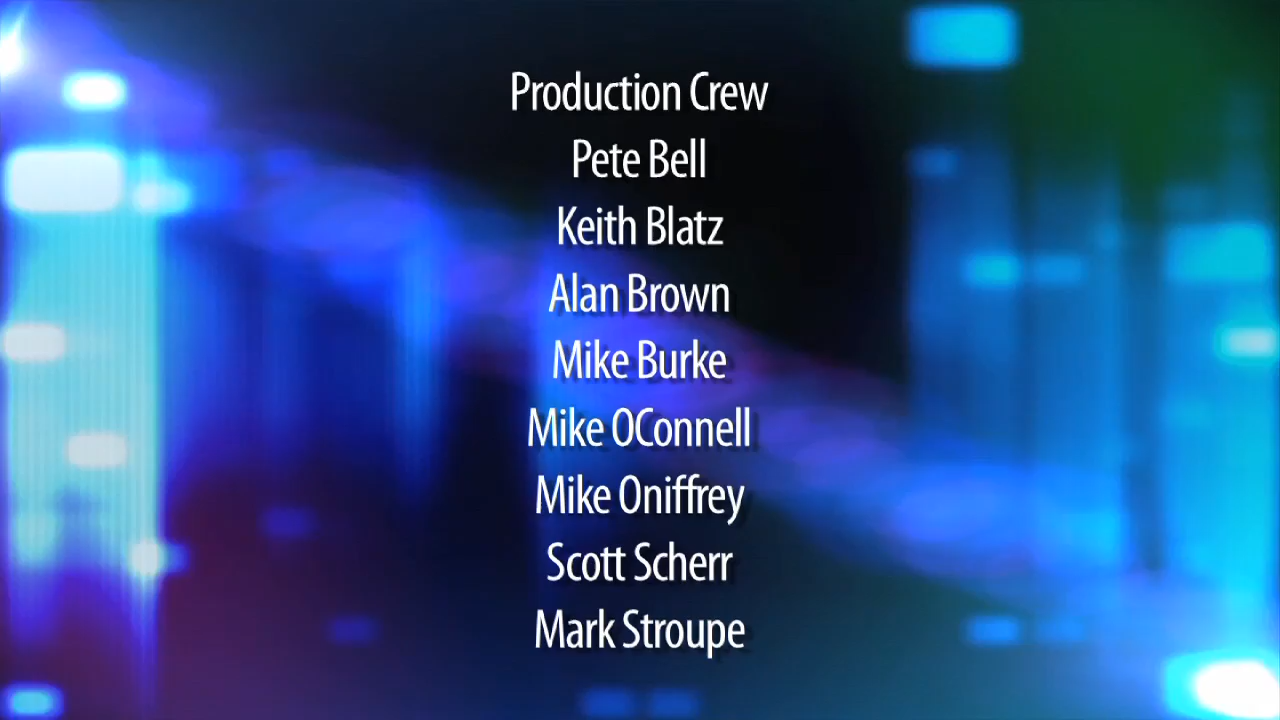 Production Crew
Pete Bell
Keith Blatz
Alan Brown
Mike Burke
Mike OConnell
Mike Oniffrey
Scott Scherr
Mark Stroupe